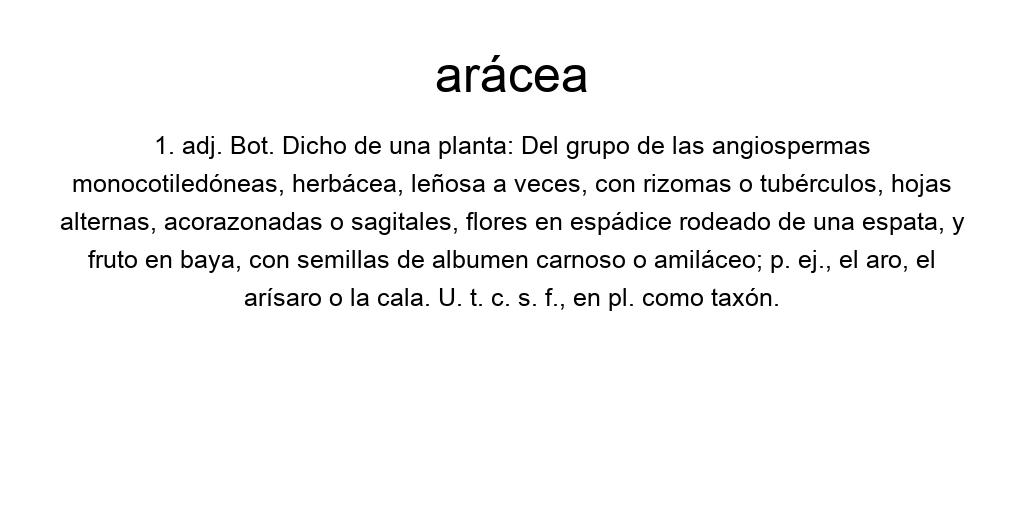 arácea
1. adj. Bot. Dicho de una planta: Del grupo de las angiospermas
monocotiledóneas, herbácea, leñosa a veces, con rizomas o tubérculos, hojas
alternas, acorazonadas o sagitales, flores en espádice rodeado de una espata, y
fruto en baya, con semillas de albumen carnoso o amiláceo; p. ej., el aro, el
arísaro o la cala. U. t. c. s. f., en pl. como taxón.